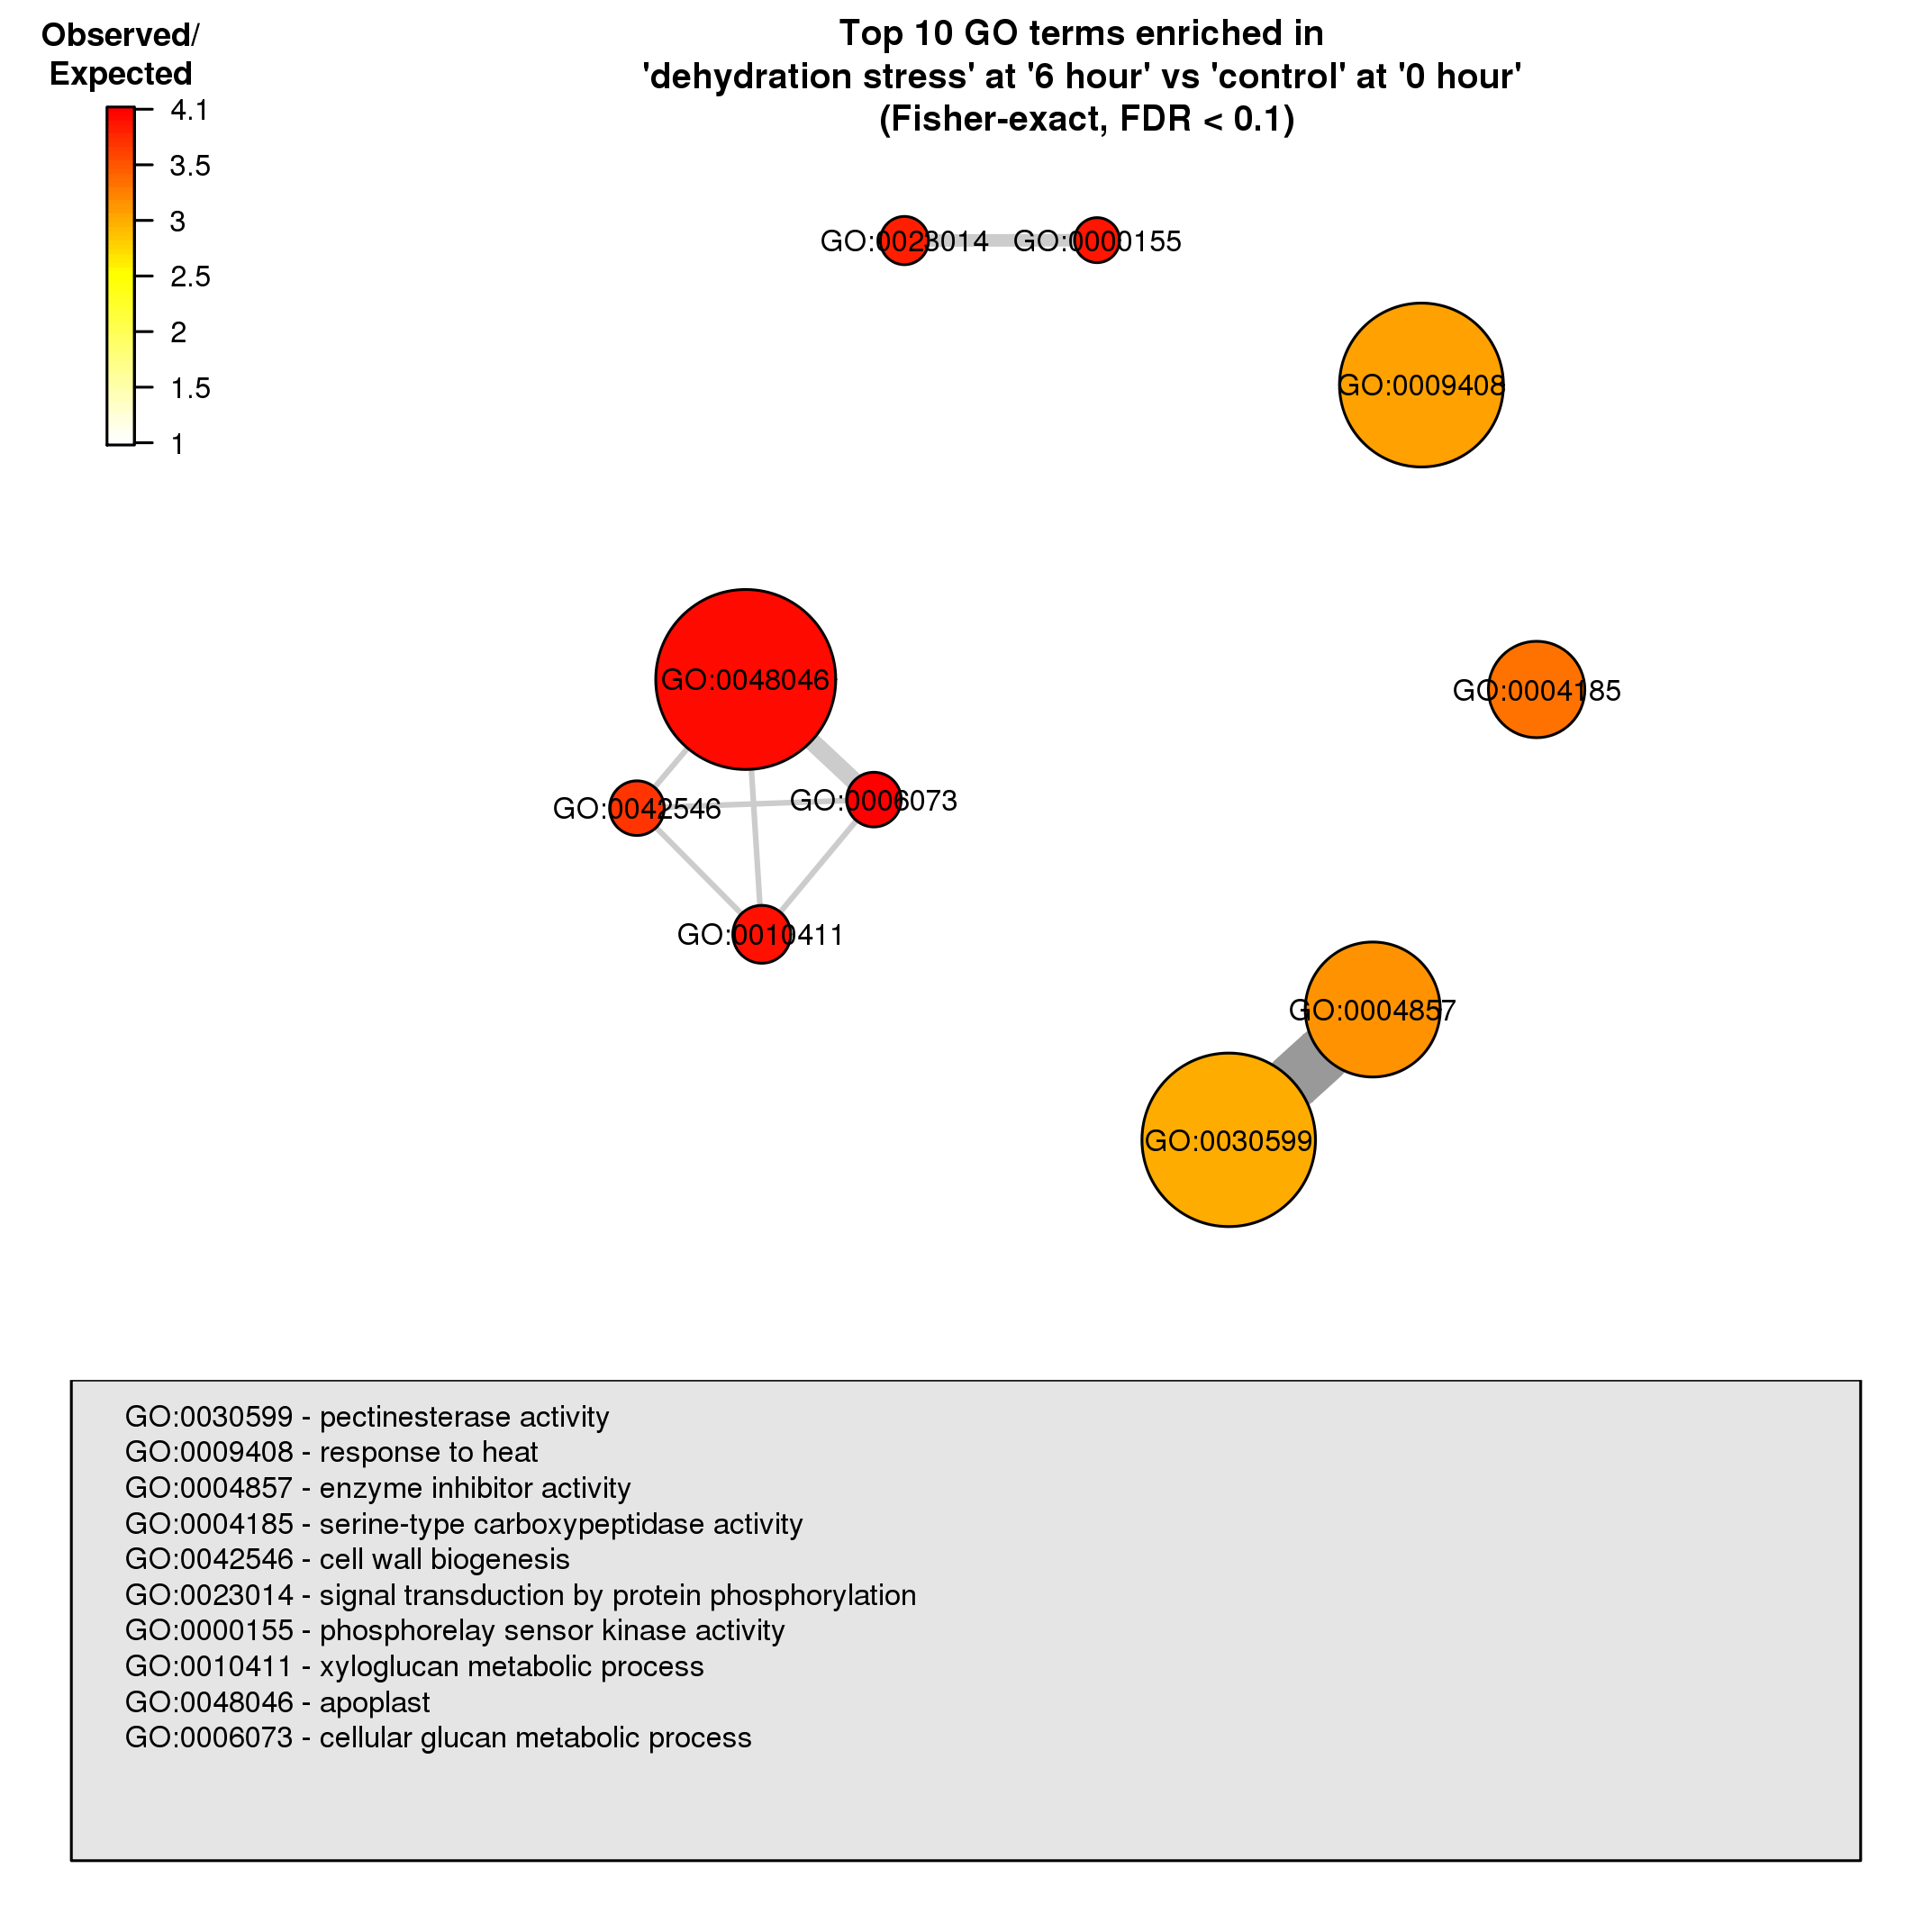 Observed/
Expected
4.1
3.5
3
2.5
2
1.5
1
Top 10 GO terms enriched in
'dehydration stress' at '6 hour' vs 'control' at '0 hour'
(Fisher-exact, FDR < 0.1)
GO:0023014
GO:0000155
GO:0009408
GO:0048046
GO:0004185
GO:0042546
GO:0006073
GO:0010411
GO:0004857
GO:0030599
GO:0030599 - pectinesterase activity
GO:0009408 - response to heat
GO:0004857 - enzyme inhibitor activity
GO:0004185 - serine-type carboxypeptidase activity
GO:0042546 - cell wall biogenesis
GO:0023014 - signal transduction by protein phosphorylation
GO:0000155 - phosphorelay sensor kinase activity
GO:0010411 - xyloglucan metabolic process
GO:0048046 - apoplast
GO:0006073 - cellular glucan metabolic process